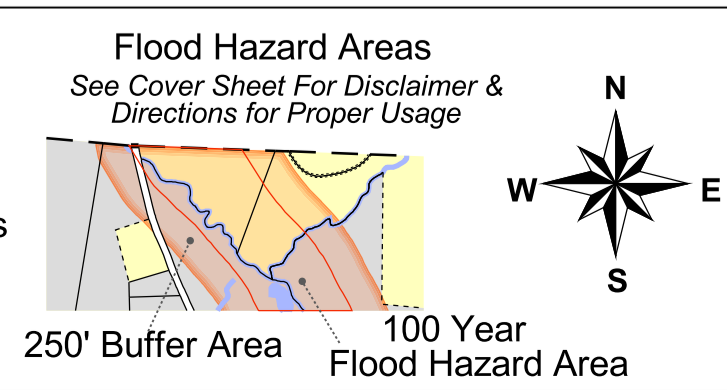 Flood Hazard Areas
See Cover Sheet For Disclaimer &
Directions for Proper Usage
N
W
E
S
s
250' Buffer Area
100 Year
Flood Hazard Area